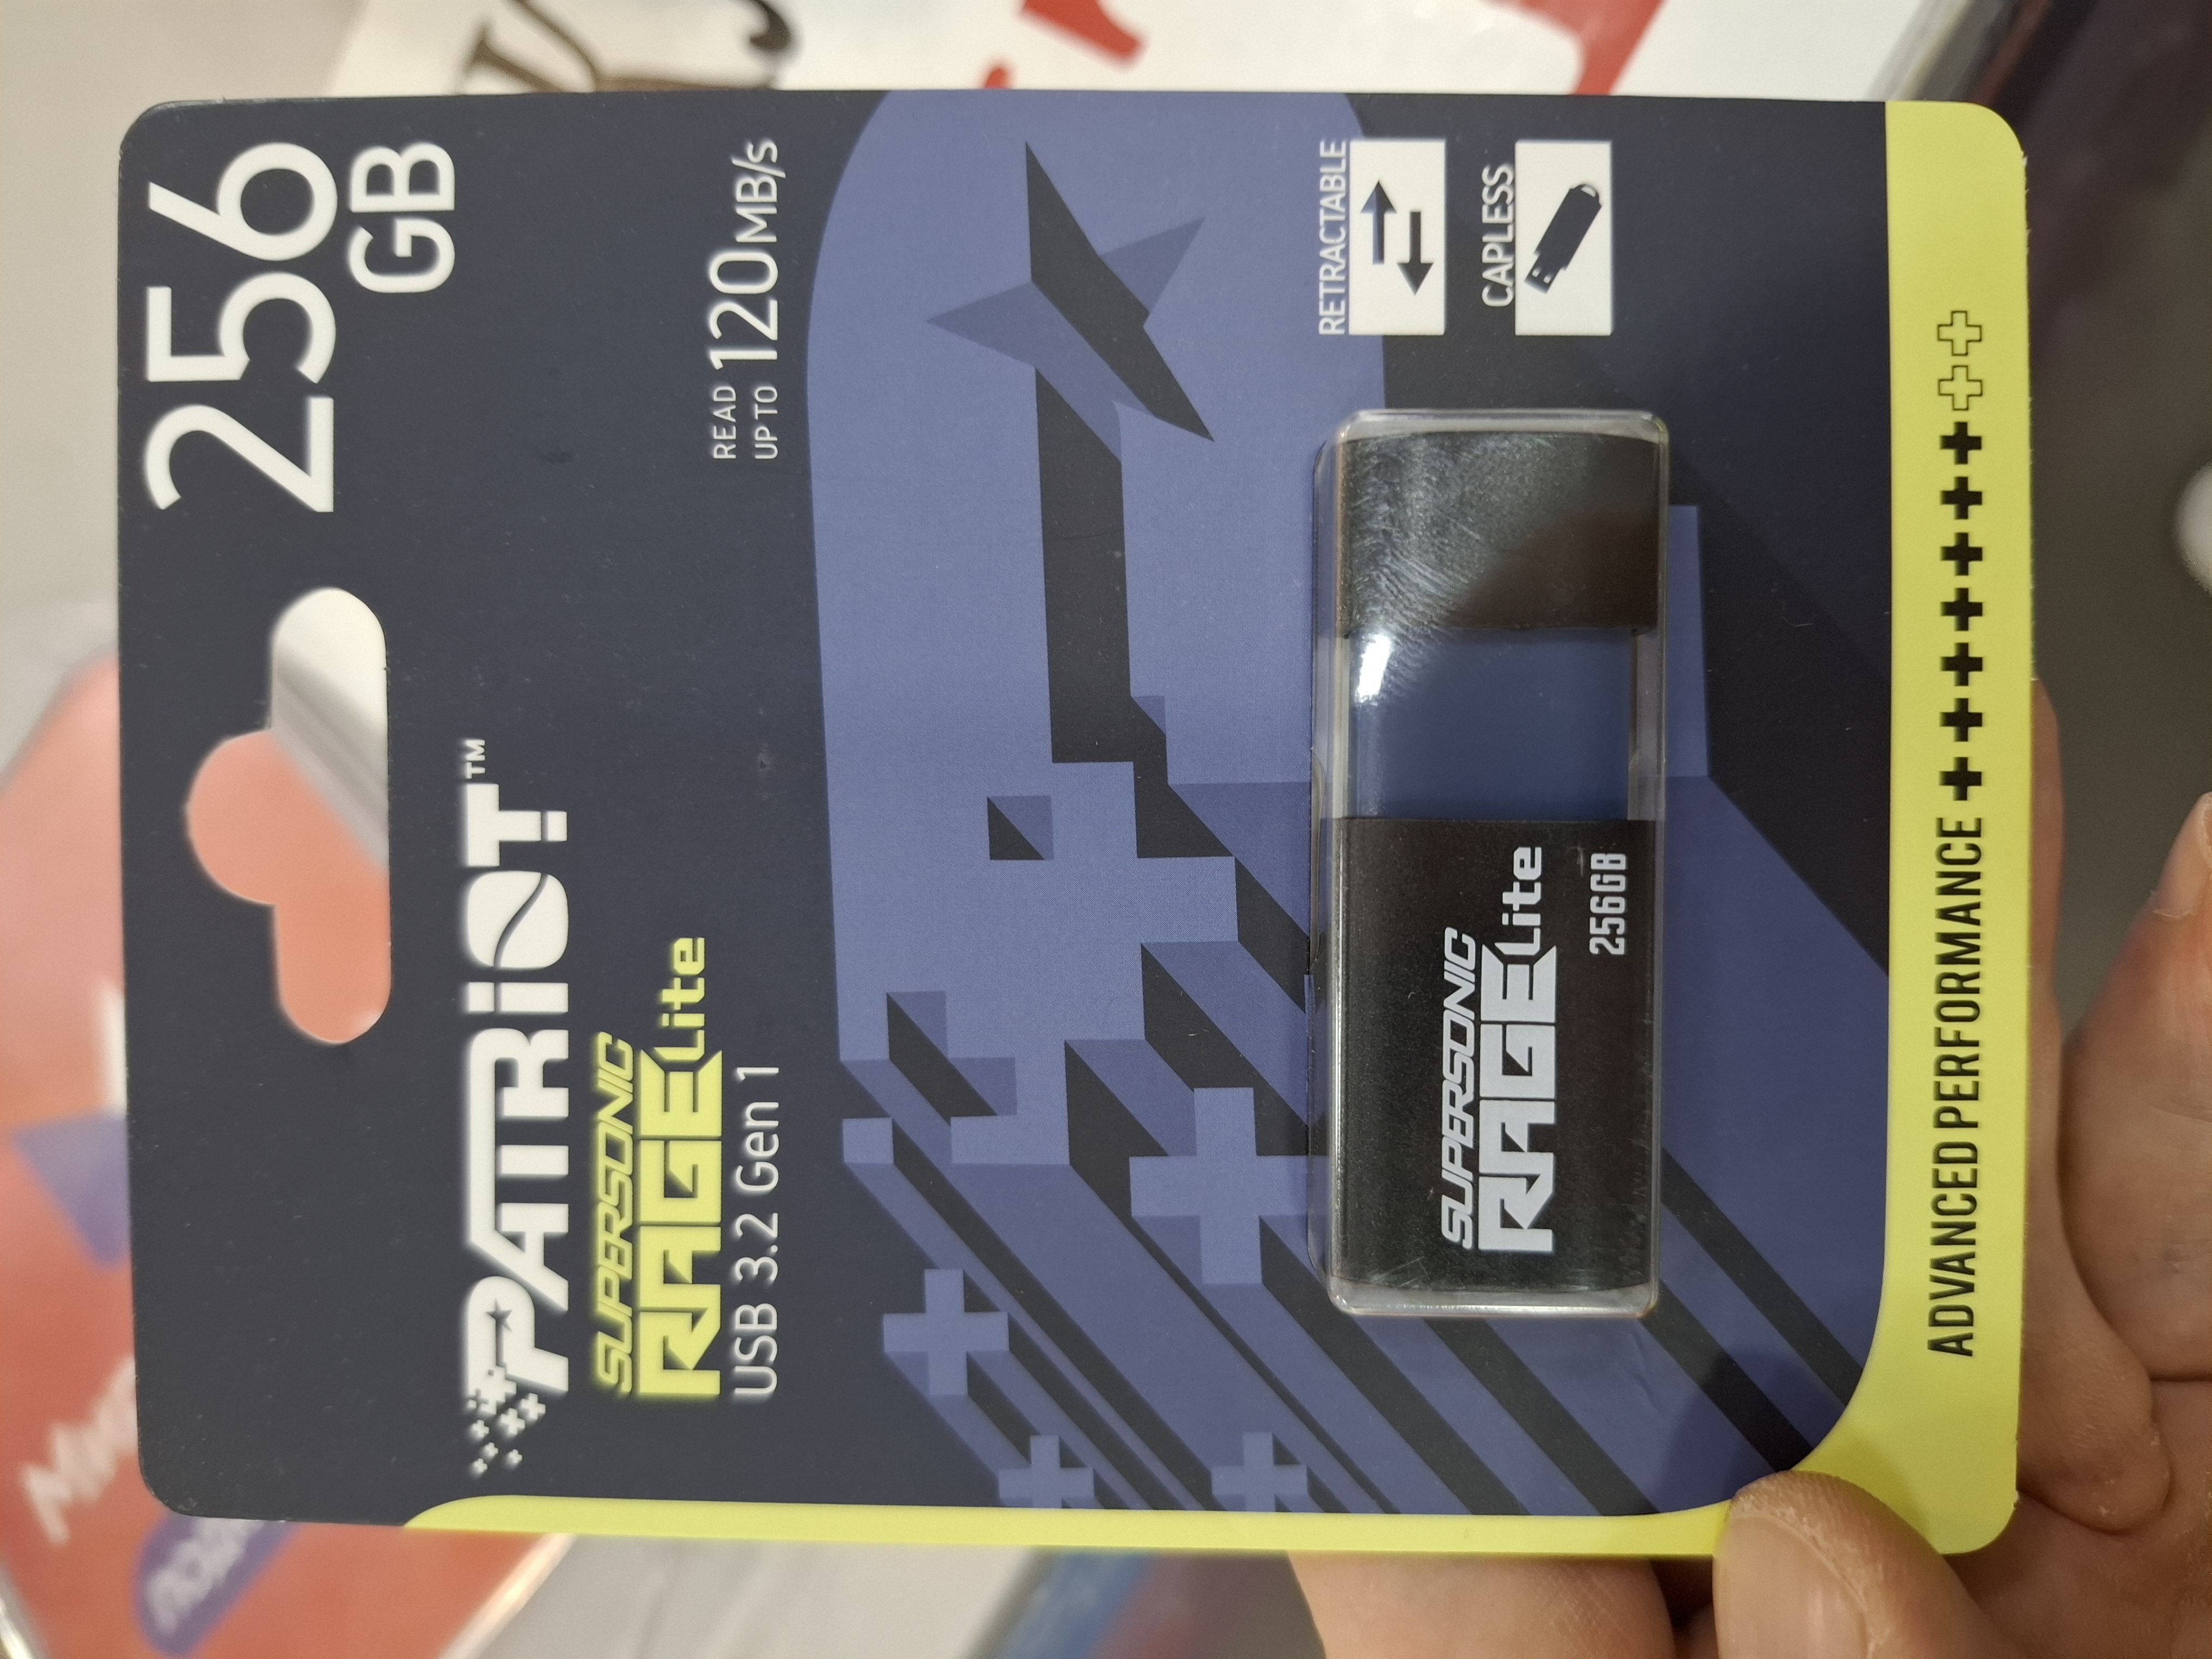 256
GB
PATRIOT™
SUPERSONIC
RAGE Lite
USB 3.2 Gen 1
READ
UP TO 120MB/s
RETRACTABLE
CAPLESS
SUPERSONIC
RAGE Lite
256GB
ADVANCED PERFORMANCE